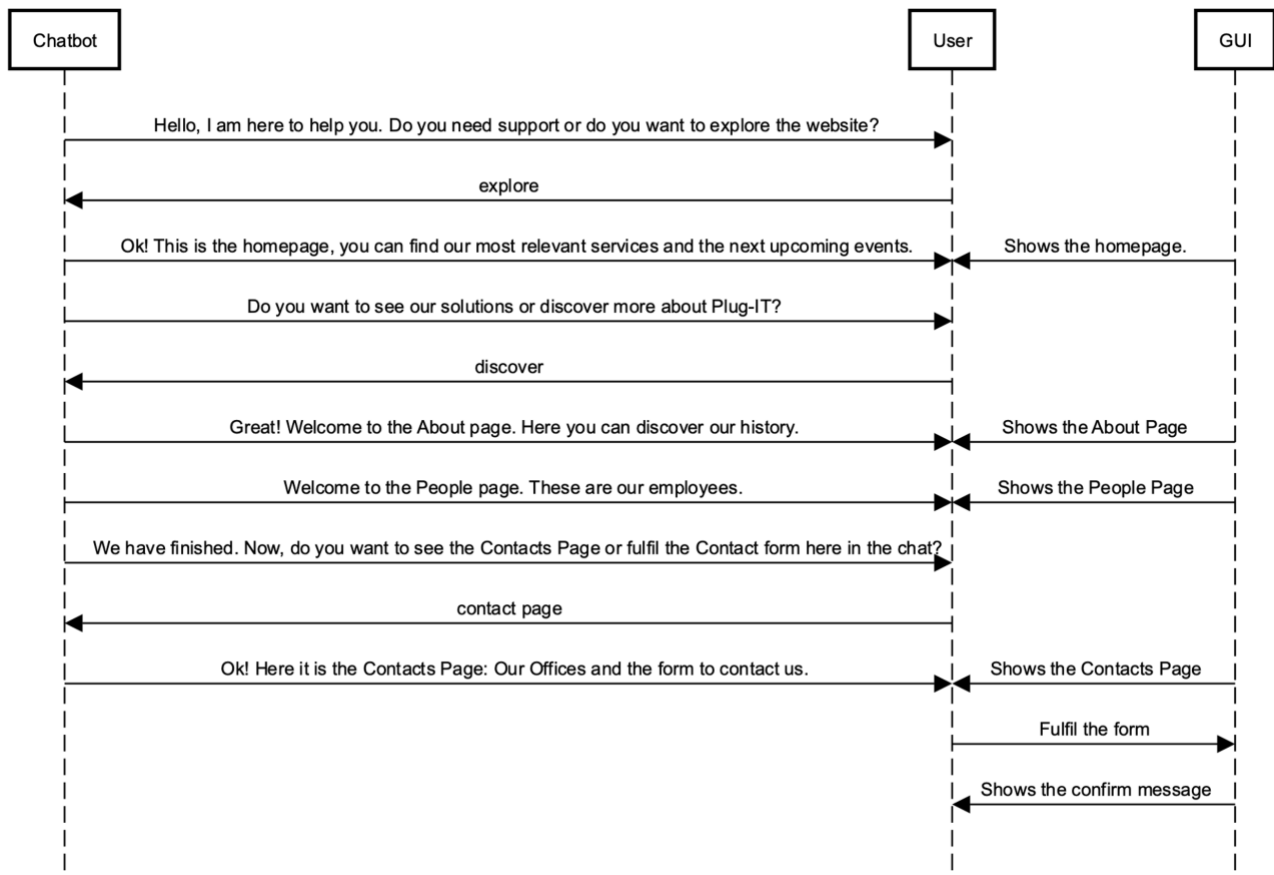 Chatbot
User
GUI
Hello, I am here to help you. Do you need support or do you want to explore the website?
explore
Ok! This is the homepage, you can find our most relevant services and the next upcoming events.
Shows the homepage.
Do you want to see our solutions or discover more about Plug-IT?
discover
Great! Welcome to the About page. Here you can discover our history.
Shows the About Page
Welcome to the People page. These are our employees.
Shows the People Page
We have finished. Now, do you want to see the Contacts Page or fulfil the Contact form here in the chat?
contact page
Ok! Here it is the Contacts Page: Our Offices and the form to contact us.
Shows the Contacts Page
Fulfil the form
Shows the confirm message